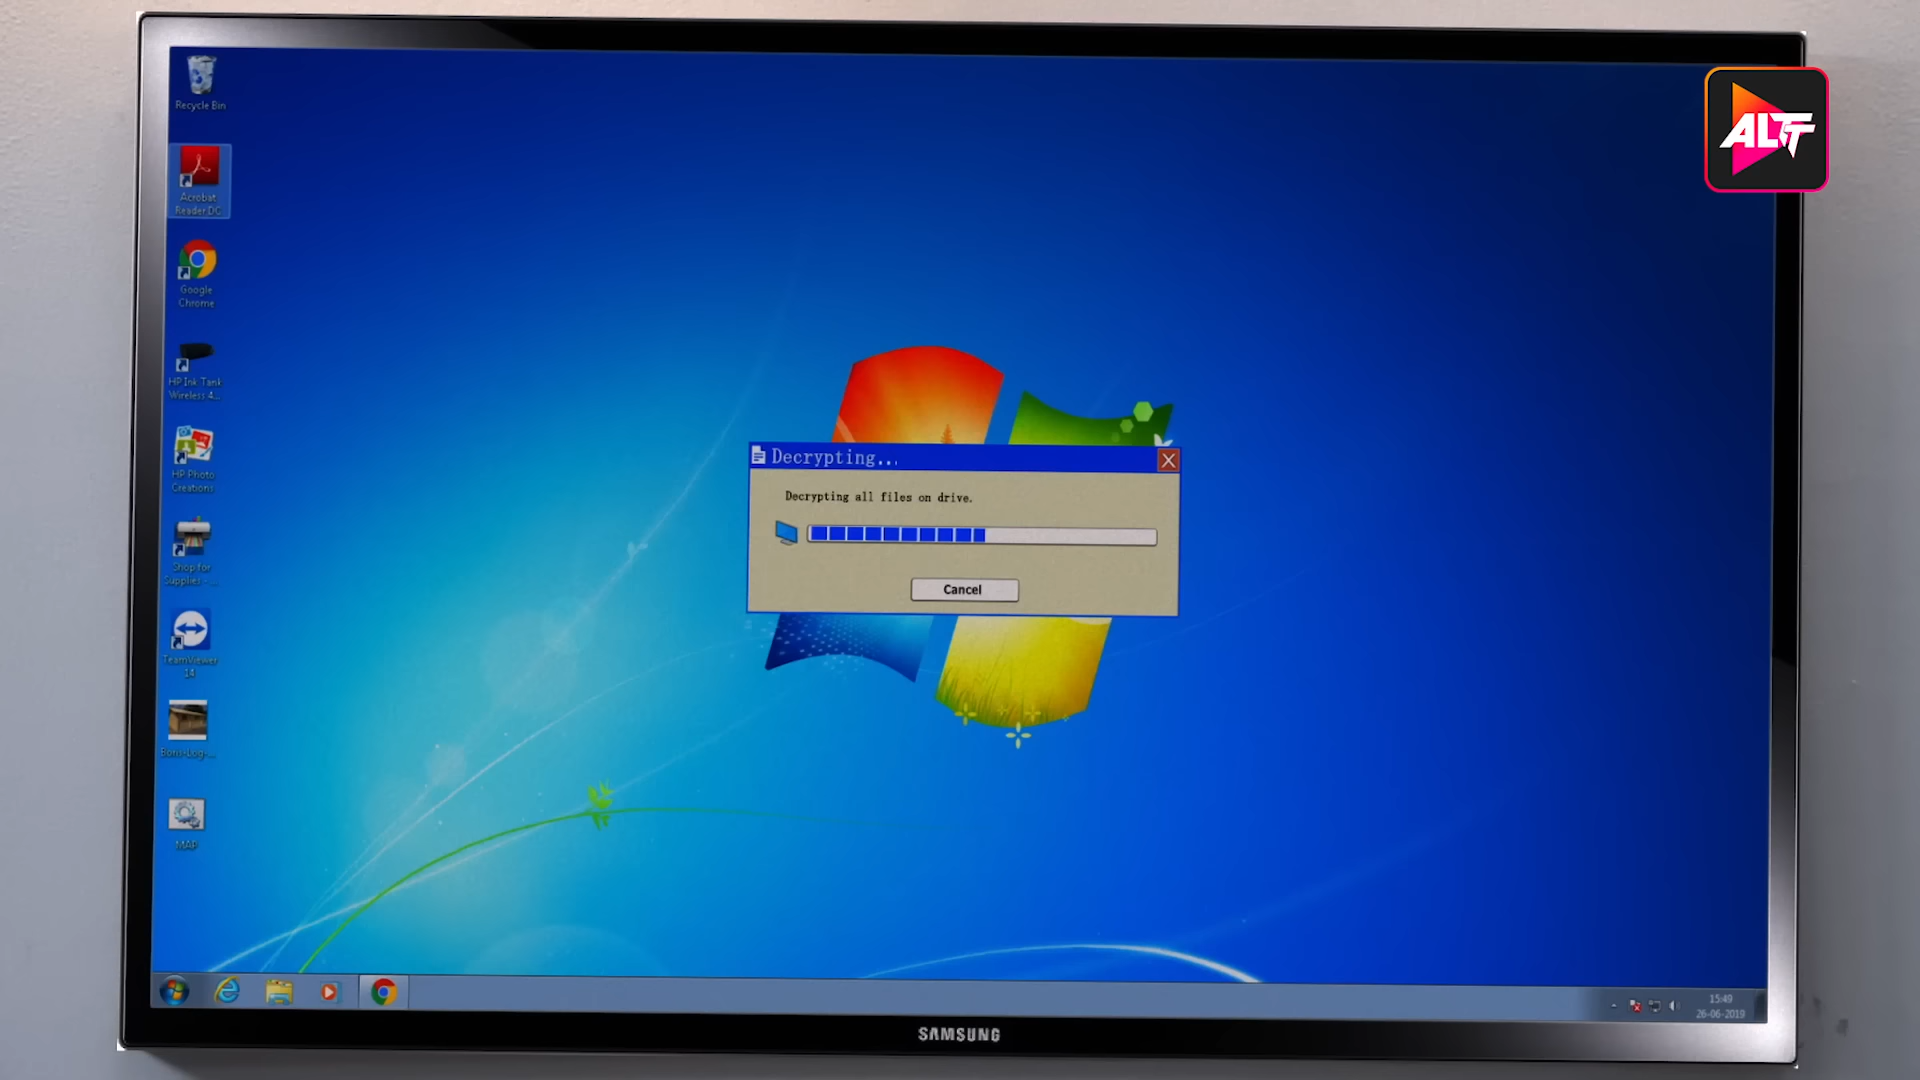 Recycle Bin
ALTT
Acrobat
Reader DC
Google
Chrome
HP Ink Tank
Wireless 4...
HP Photo
Creations
Decrypting...
Decrypting all files on drive.
Cancel
Shop for
Supplies - ...
TeamViewer
14
MAP
15:49
26-06-2019
SAMSUNG